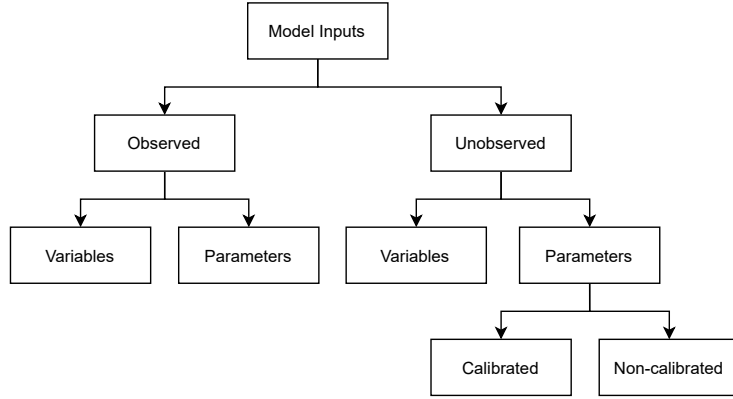 Model Inputs
Observed
Unobserved
Variables
Parameters
Variables
Parameters
Calibrated
Non-calibrated